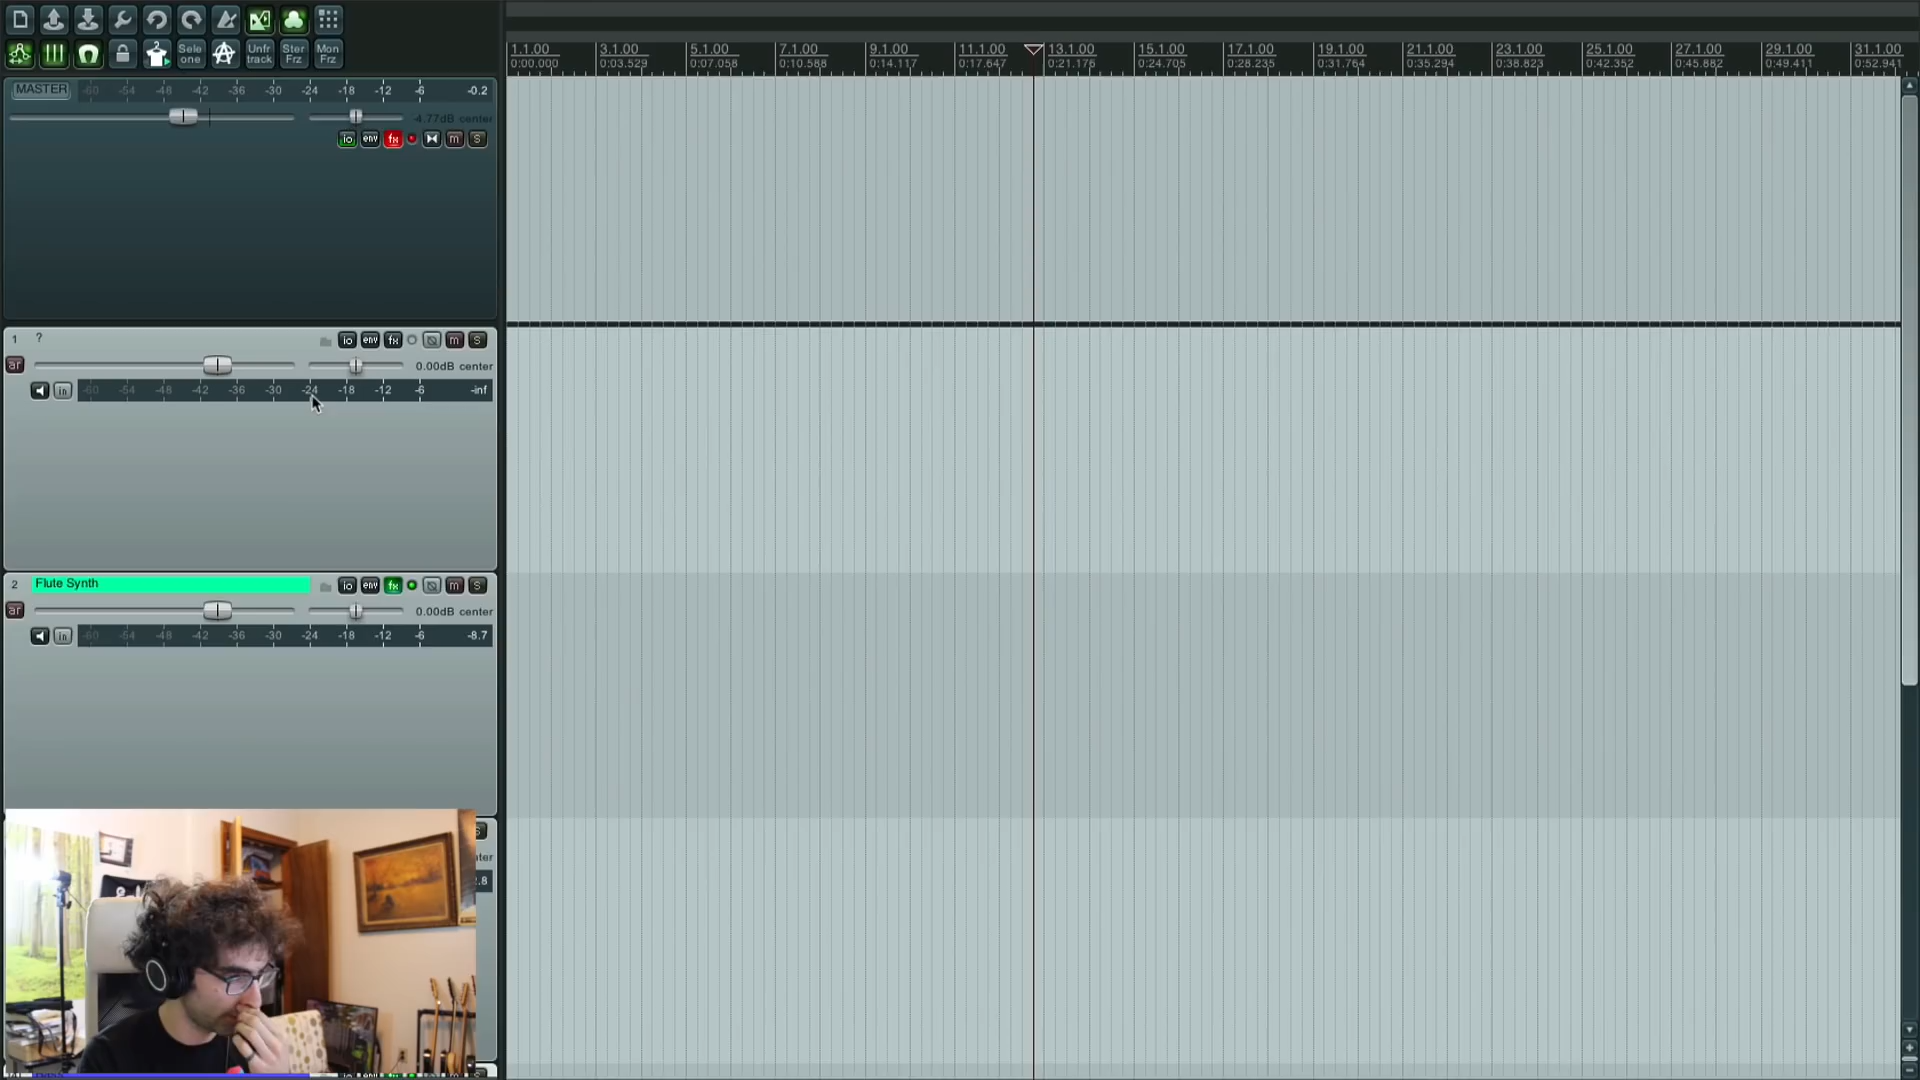 1.1.00 3.1.00 5.1.00 7.1.00 9.1.00 11.1.00 13.1.00 15.1.00 17.1.00 19.1.00 21.1.00 23.1.00 25.1.00 27.1.00 29.1.00 31.1.00
0:00.000 0:03.529 0:07.058 0:10.588 0:14.117 0:17.647 0:21.176 0:24.705 0:28.235 0:31.764 0:35.294 0:38.823 0:42.352 0:45.882 0:49.411 0:52.941
Sele one
Unfr track
Ster Frz
Mon Frz
MASTER -60 -54 -48 -42 -36 -30 -24 -18 -12 -6 -0.2
-4.77dB center
io env fx m S
1 ? io env fx m S
ar 0.00dB center
in -60 -54 -48 -42 -36 -30 -24 -18 -12 -6 -inf
2 Flute Synth io env fx m S
ar 0.00dB center
in -60 -54 -48 -42 -36 -30 -24 -18 -12 -6 -8.7
S
nter
.8